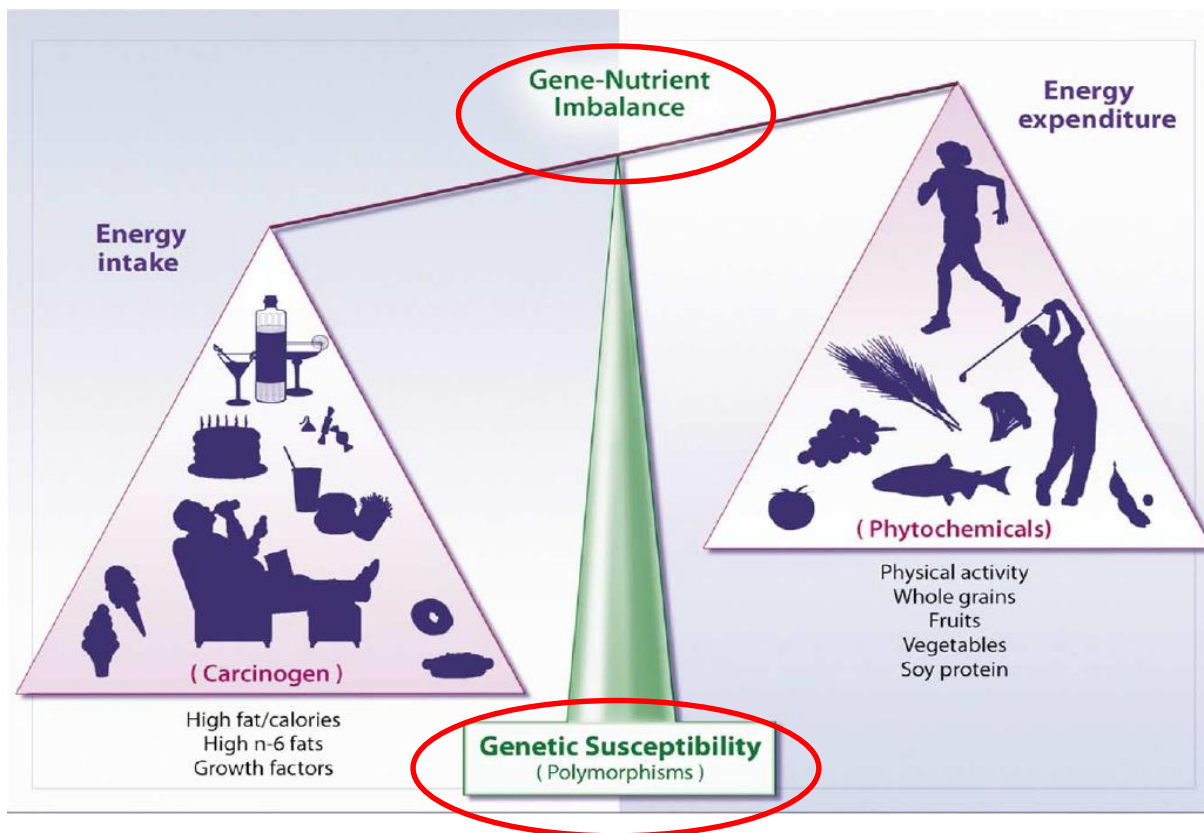 Gene-Nutrient
Imbalance
Energy
expenditure
Energy
intake
( Phytochemicals)
Physical activity
Whole grains
Fruits
Vegetables
Soy protein
( Carcinogen )
High fat/calories
High n-6 fats
Growth factors
Genetic Susceptibility
( Polymorphisms )